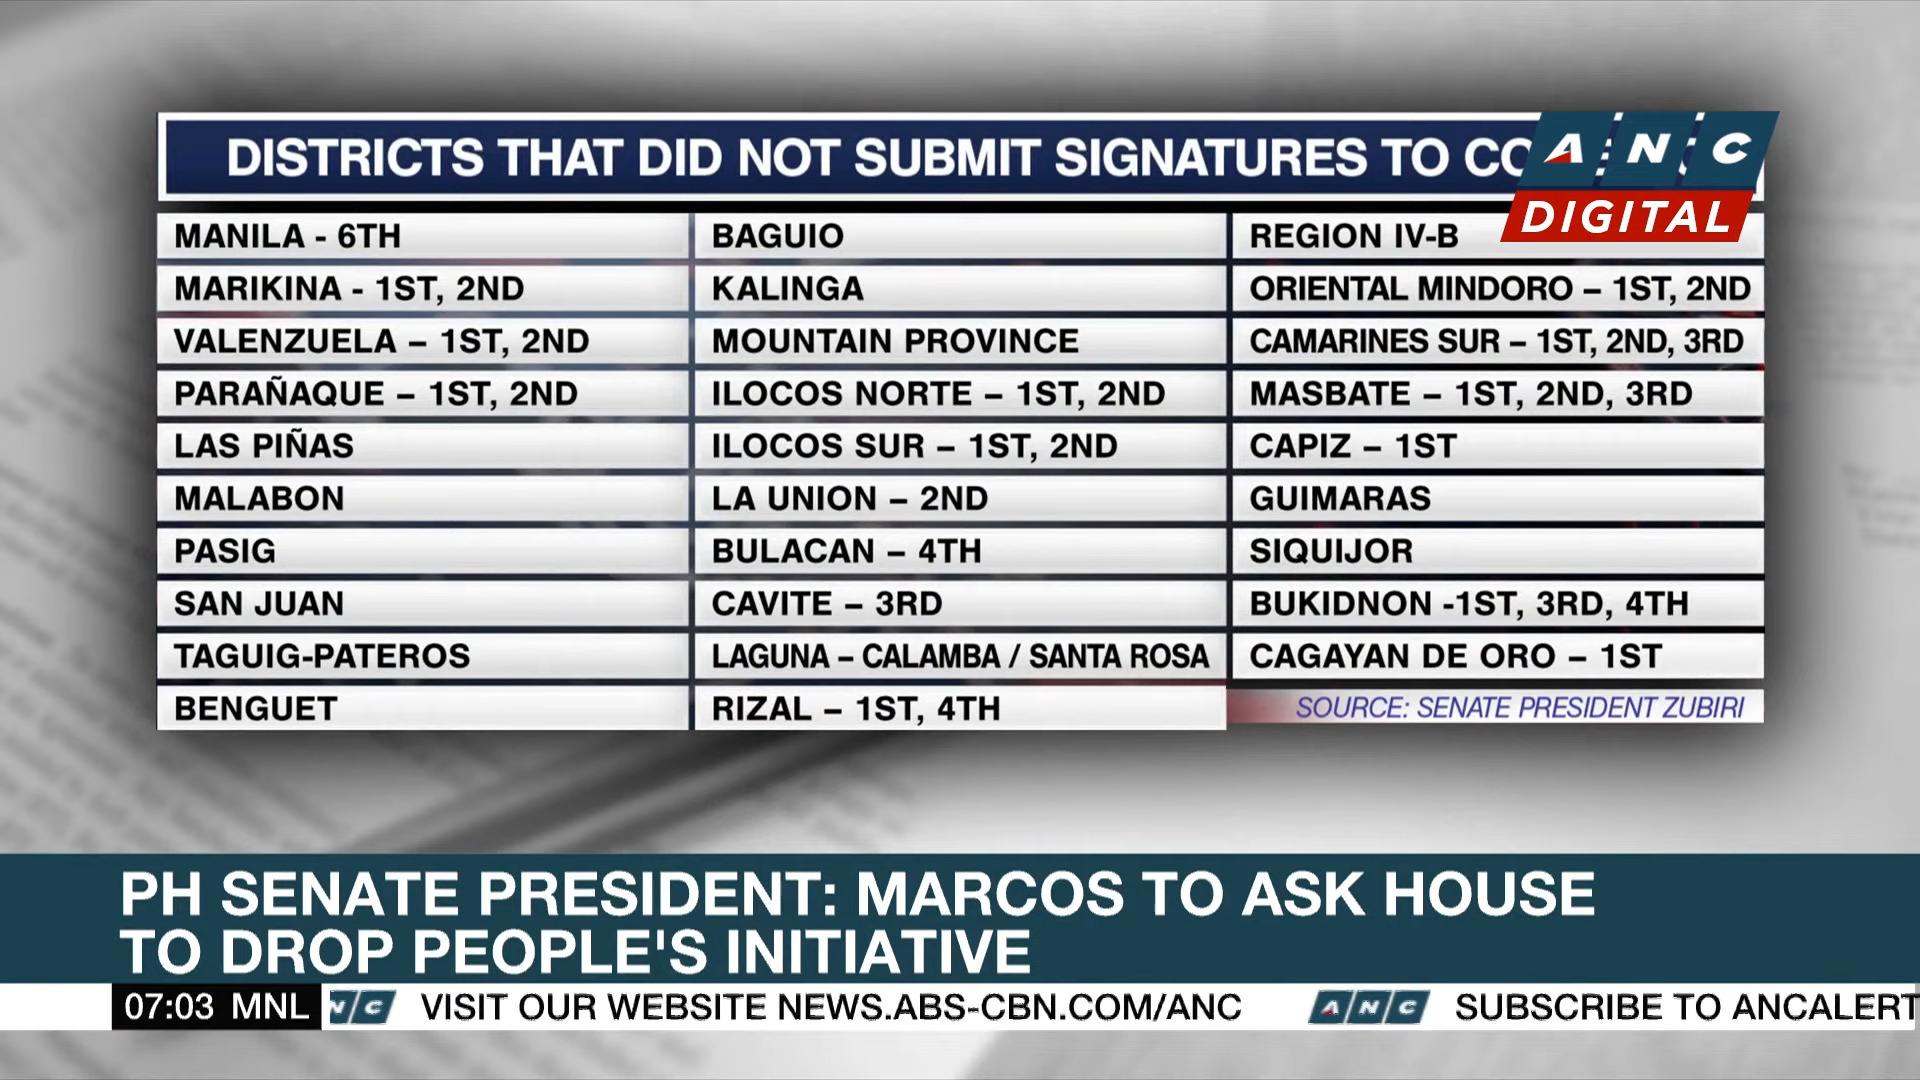 DISTRICTS THAT DID NOT SUBMIT SIGNATURES TO
ANC
DIGITAL
MANILA - 6TH
MARIKINA - 1ST, 2ND
VALENZUELA – 1ST, 2ND
PARAÑAQUE – 1ST, 2ND
LAS PIÑAS
MALABON
PASIG
SAN JUAN
TAGUIG-PATEROS
BENGUET
BAGUIO
KALINGA
MOUNTAIN PROVINCE
ILOCOS NORTE – 1ST, 2ND
ILOCOS SUR – 1ST, 2ND
LA UNION – 2ND
BULACAN – 4TH
CAVITE – 3RD
LAGUNA – CALAMBA / SANTA ROSA
RIZAL – 1ST, 4TH
REGION IV-B
ORIENTAL MINDORO – 1ST, 2ND
CAMARINES SUR – 1ST, 2ND, 3RD
MASBATE – 1ST, 2ND, 3RD
CAPIZ – 1ST
GUIMARAS
SIQUIJOR
BUKIDNON -1ST, 3RD, 4TH
CAGAYAN DE ORO – 1ST
SOURCE: SENATE PRESIDENT ZUBIRI
PH SENATE PRESIDENT: MARCOS TO ASK HOUSE
TO DROP PEOPLE'S INITIATIVE
07:03 MNL NC VISIT OUR WEBSITE NEWS.ABS-CBN.COM/ANC ANC SUBSCRIBE TO ANCALERT